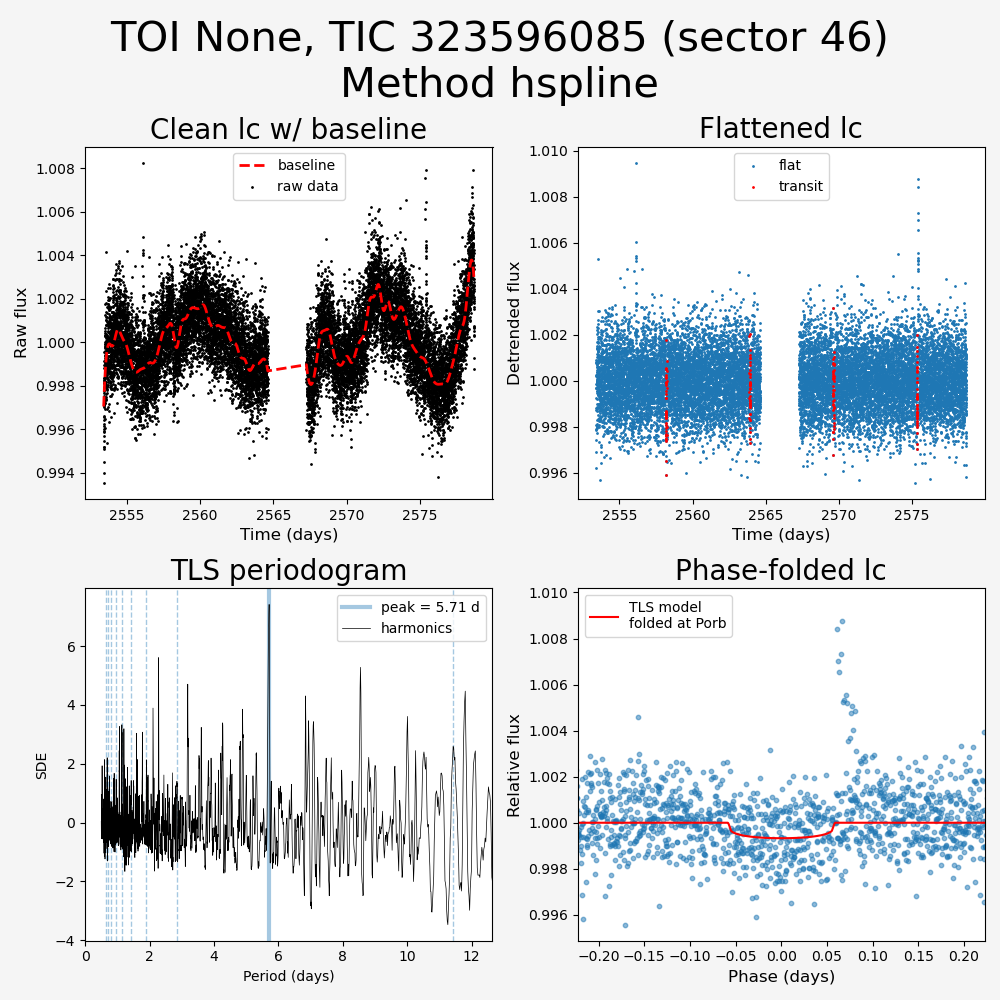 TOI None, TIC 323596085 (sector 46)
Method hspline
Clean lc w/ baseline
baseline
raw data
Raw flux
1.008
1.006
1.004
1.002
1.000
0.998
0.996
0.994
2555
2560
2565
2570
2575
Time (days)
Flattened lc
flat
transit
Detrended flux
1.010
1.008
1.006
1.004
1.002
1.000
0.998
0.996
2555
2560
2565
2570
2575
Time (days)
TLS periodogram
peak = 5.71 d
harmonics
SDE
6
4
2
0
−2
−4
0
2
4
6
8
10
12
Period (days)
Phase-folded lc
TLS model
folded at Porb
Relative flux
1.010
1.008
1.006
1.004
1.002
1.000
0.998
0.996
−0.20
−0.15
−0.10
−0.05
0.00
0.05
0.10
0.15
0.20
Phase (days)